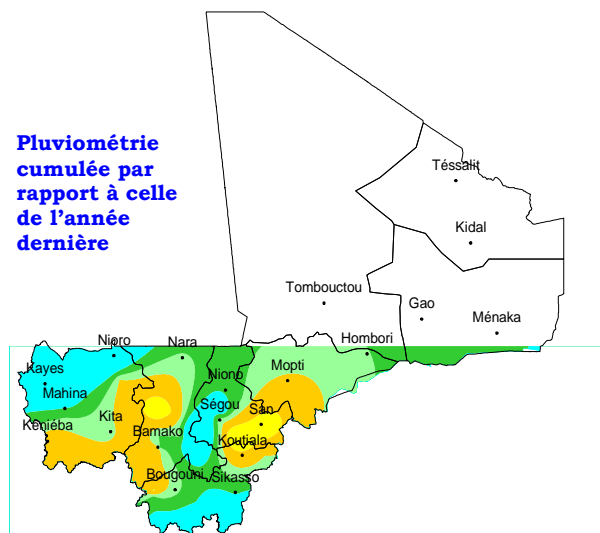 Pluviométrie
cumulée par
rapport à celle
de l'année
dernière
Téssalit
Kidal
Tombouctou
Gao
Ménaka
Nioro
Nara
Hombori
Kayes
Niono
Mopti
Mahina
Ségou
San
Kéniéba
Kita
Bamako
Koutiala
Bougouni
Sikasso